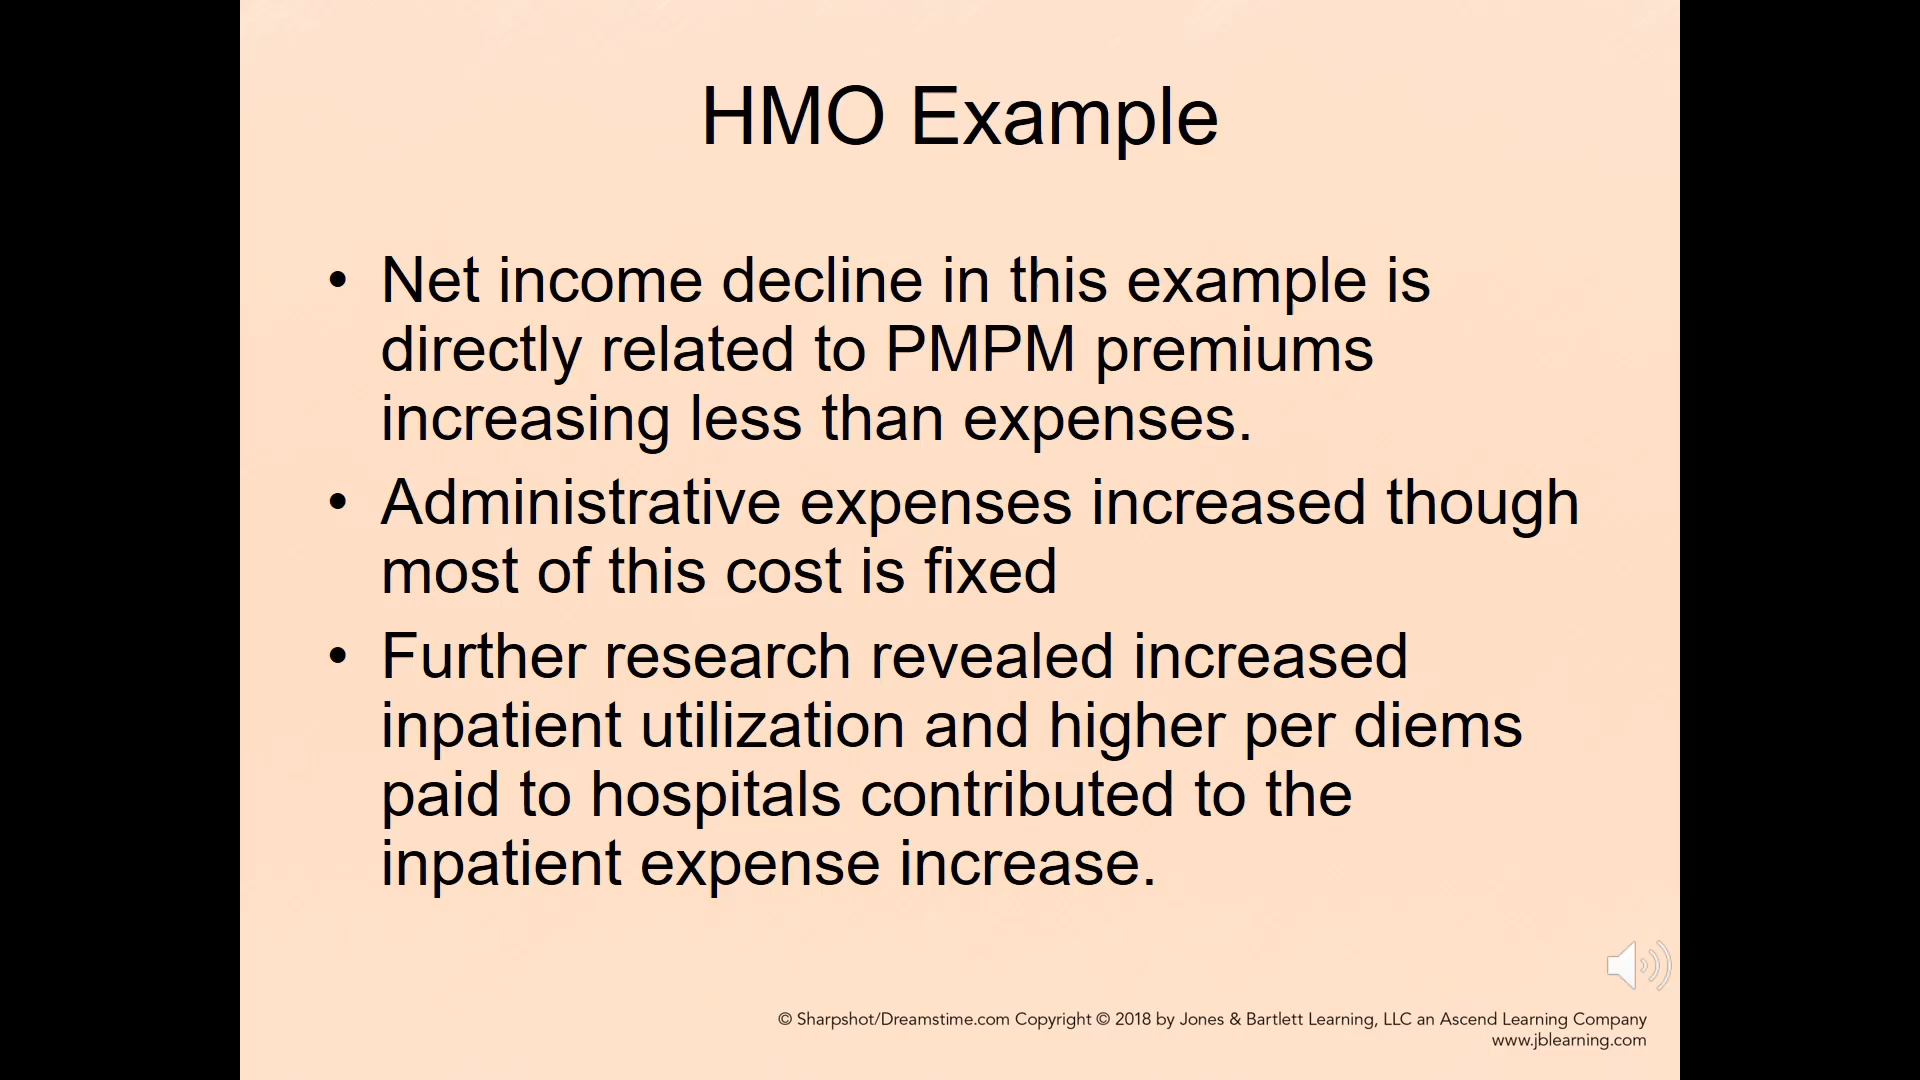 HMO Example
• Net income decline in this example is
directly related to PMPM premiums
increasing less than expenses.
• Administrative expenses increased though
most of this cost is fixed
• Further research revealed increased
inpatient utilization and higher per diems
paid to hospitals contributed to the
inpatient expense increase.
© Sharpshot/Dreamstime.com Copyright © 2018 by Jones & Bartlett Learning, LLC an Ascend Learning Company
www.jblearning.com